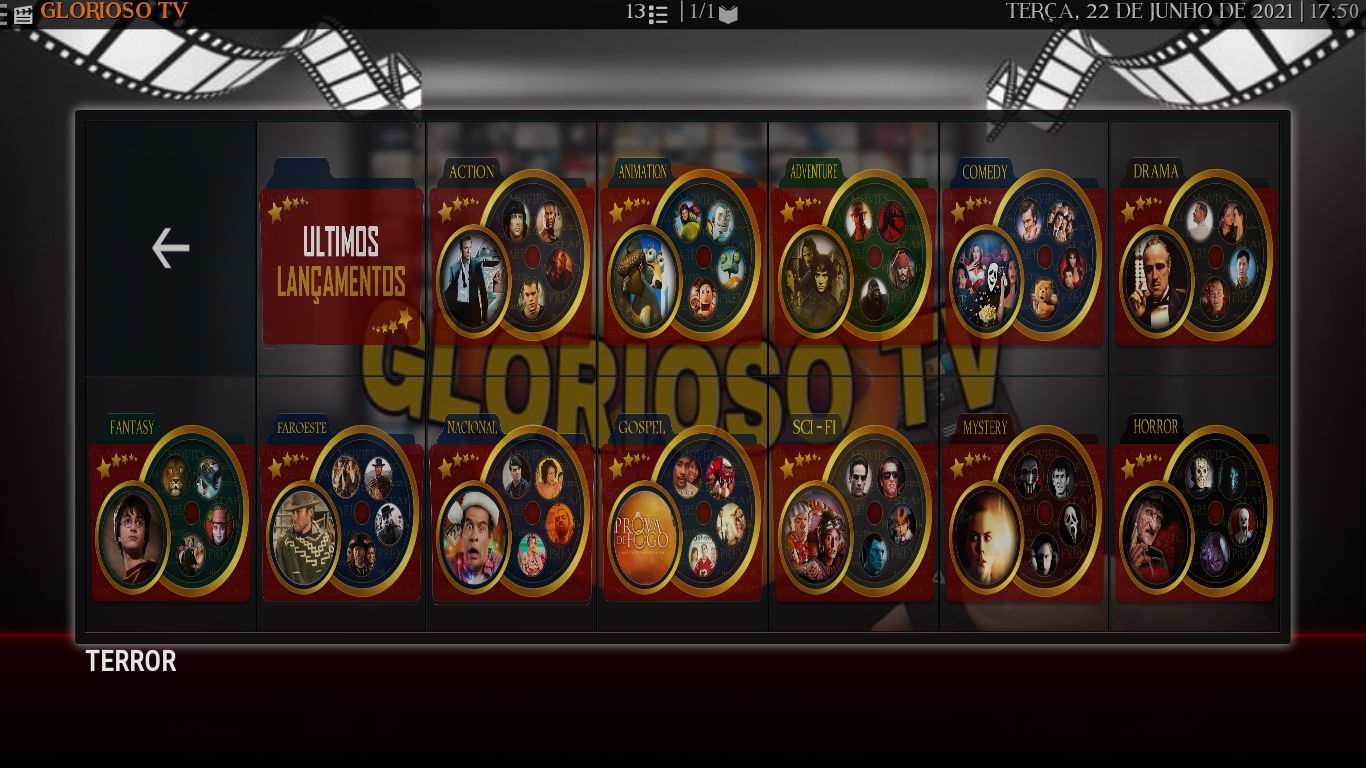 GLORIOSO TV
13 | 1/1
TERÇA, 22 DE JUNHO DE 2021 | 17:50
ULTIMOS
LANÇAMENTOS
ACTION
ANIMATION
ADVENTURE
COMEDY
DRAMA
GLORIOSO TV
FANTASY
FAROESTE
NACIONAL
GOSPEL
SCI-FI
MYSTERY
HORROR
PROVA
DE FOGO
TERROR